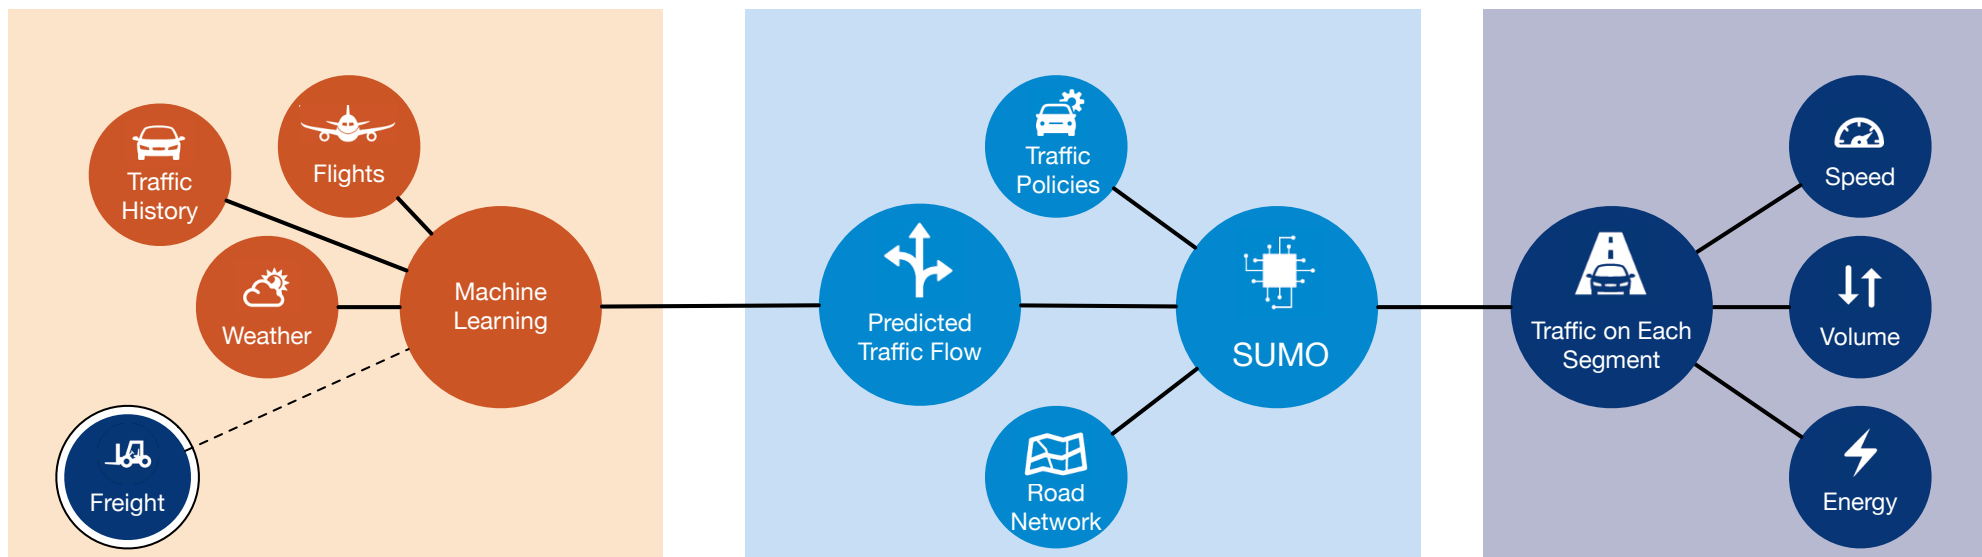 Traffic
History
Flights
Weather
Freight
Machine
Learning
Predicted
Traffic Flow
Traffic
Policies
SUMO
Road
Network
Traffic on Each
Segment
Speed
Volume
Energy